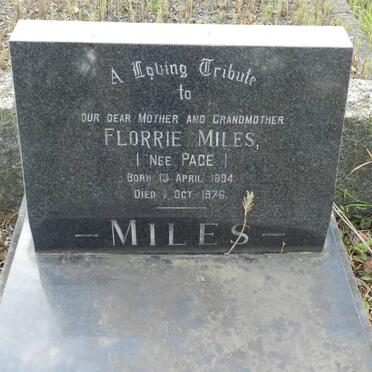 A Loving Tribute
to
OUR DEAR MOTHER AND GRANDMOTHER
FLORRIE MILES,
( NEE PAGE )
BORN 13 APRIL 1894
DIED 1 OCT. 1976.
— MILES —